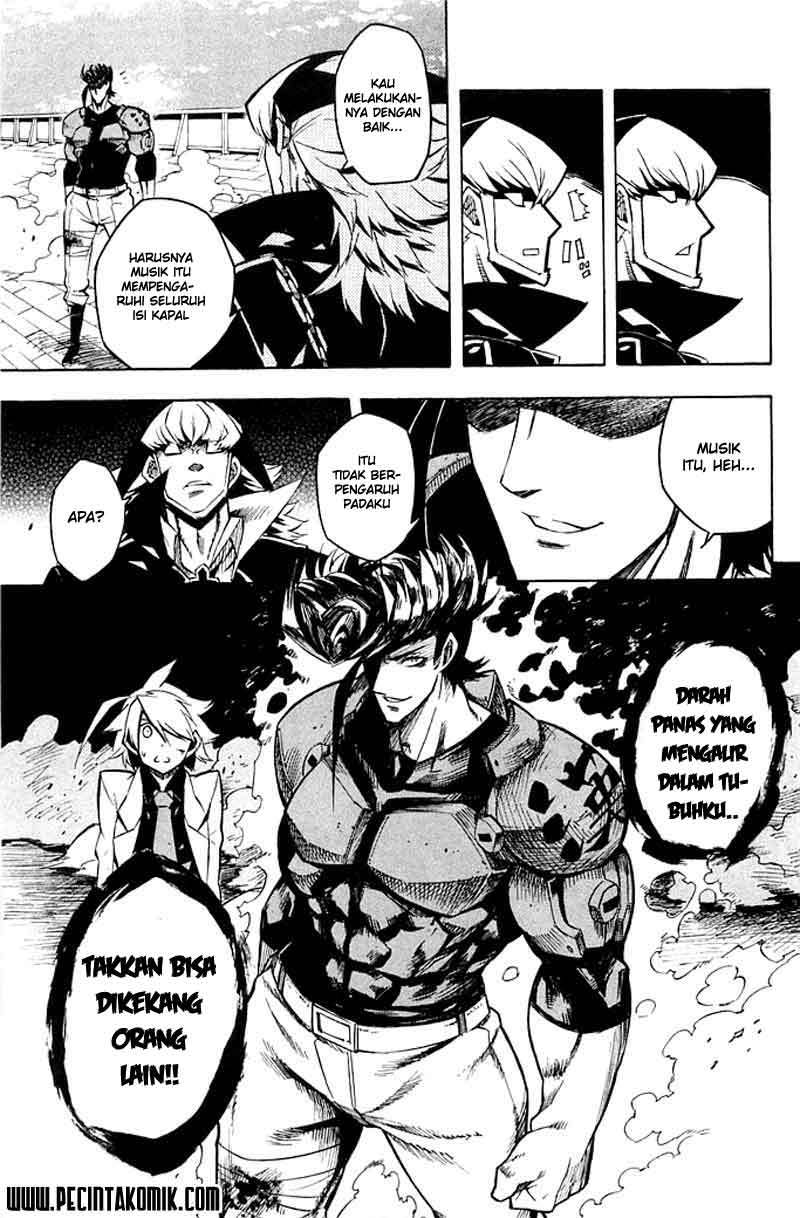 KAU
MELAKUKAN-
NYA DENGAN
BAIK...
HARUSNYA
MUSIK ITU
MEMPENGA-
RUHI SELURUH
ISI KAPAL
MUSIK
ITU, HEH...
ITU
TIDAK BER-
PENGARUH
PADAKU
APA?
DARAH
PANAS YANG
MENGALIR
DALAM TU-
BUHKU..
TAKKAN BISA
DIKEKANG
ORANG
LAIN!!
WWW.PECINTAKOMIK.COM